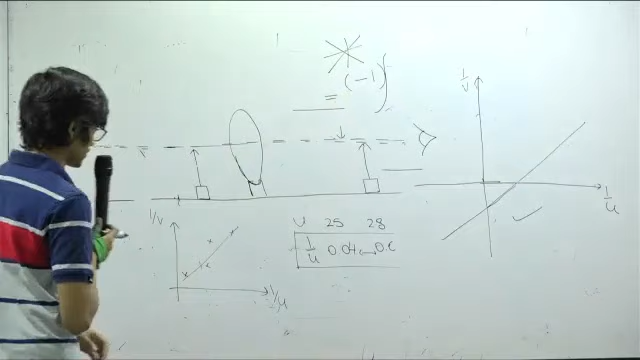 (-1)
=
1/v
1/u
1/v
1/u
u 25 28
1/u 0.04 0.0